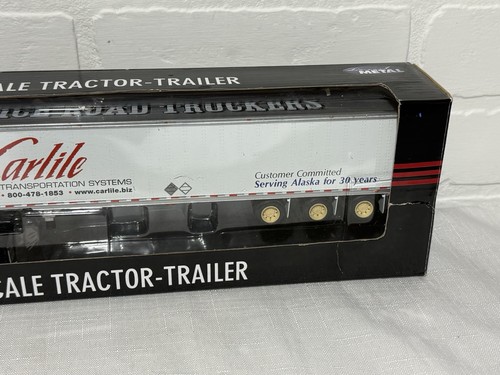 ALE TRACTOR-TRAILER
METAL
ICE ROAD TRUCKERS
Carlile
TRANSPORTATION SYSTEMS
• 800-478-1853 • www.carlile.biz
Customer Committed
Serving Alaska for 30 years
CALE TRACTOR-TRAILER